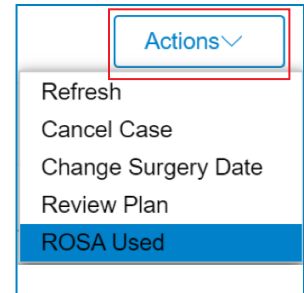 Actions
Refresh
Cancel Case
Change Surgery Date
Review Plan
ROSA Used